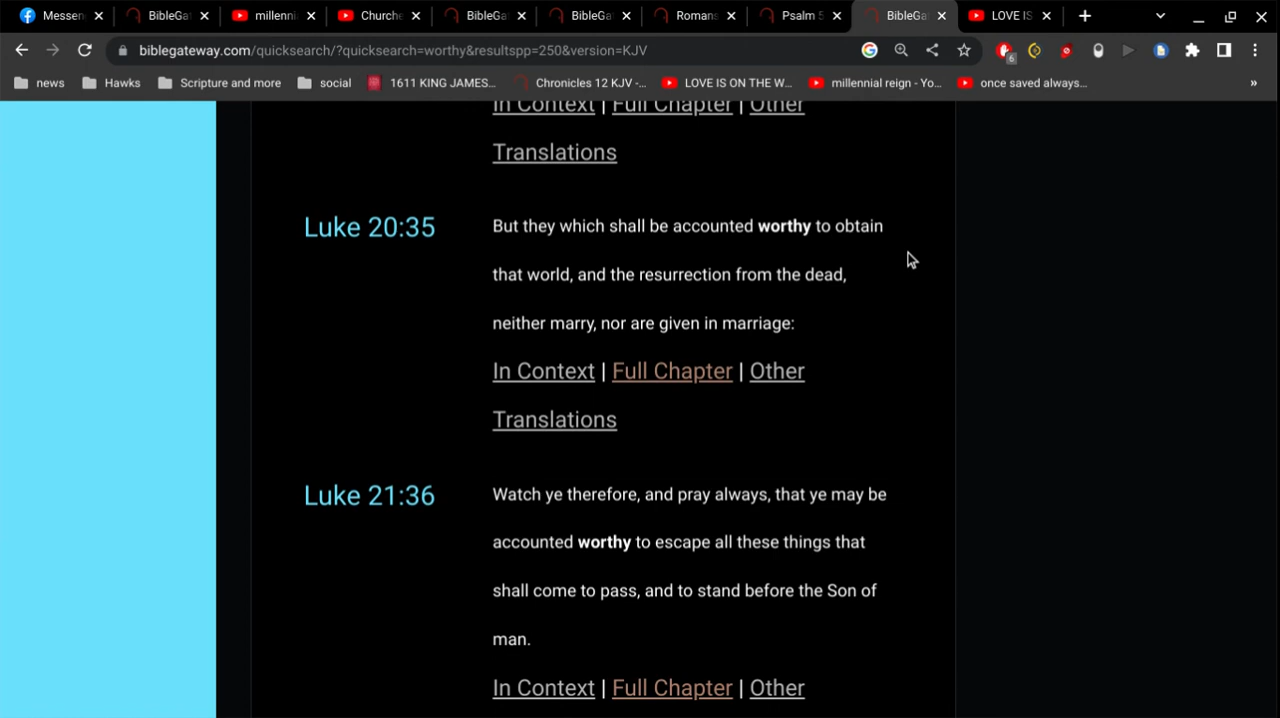 Messen
BibleGa
millenni
Churche
BibleGa
BibleGa
Romans
Psalm 5
BibleGa
LOVE IS
biblegateway.com/quicksearch/?quicksearch=worthy&resultspp=250&version=KJV
6
news
Hawks
Scripture and more
social
1611 KING JAMES...
Chronicles 12 KJV -...
LOVE IS ON THE W...
millennial reign - Yo...
once saved always...
»
In Context | Full Chapter | Other
Translations
Luke 20:35
But they which shall be accounted worthy to obtain
that world, and the resurrection from the dead,
neither marry, nor are given in marriage:
In Context | Full Chapter | Other
Translations
Luke 21:36
Watch ye therefore, and pray always, that ye may be
accounted worthy to escape all these things that
shall come to pass, and to stand before the Son of
man.
In Context | Full Chapter | Other